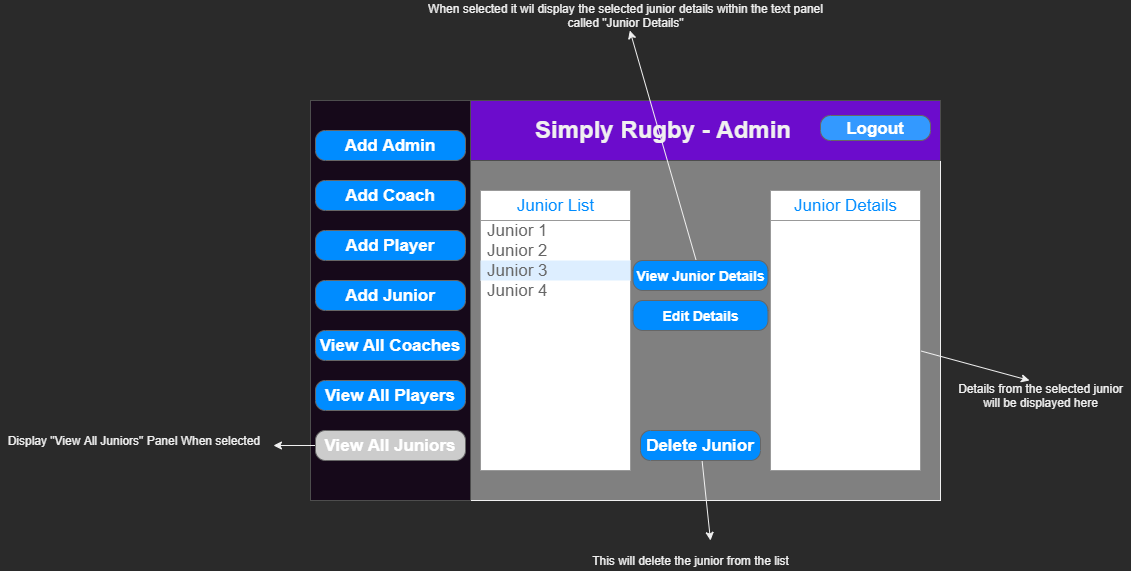 When selected it wil display the selected junior details within the text panel
called "Junior Details"
Simply Rugby - Admin
Logout
Add Admin
Add Coach
Add Player
Add Junior
View All Coaches
View All Players
View All Juniors
Junior List
Junior 1
Junior 2
Junior 3
Junior 4
View Junior Details
Edit Details
Delete Junior
Junior Details
Details from the selected junior
will be displayed here
Display "View All Juniors" Panel When selected
This will delete the junior from the list